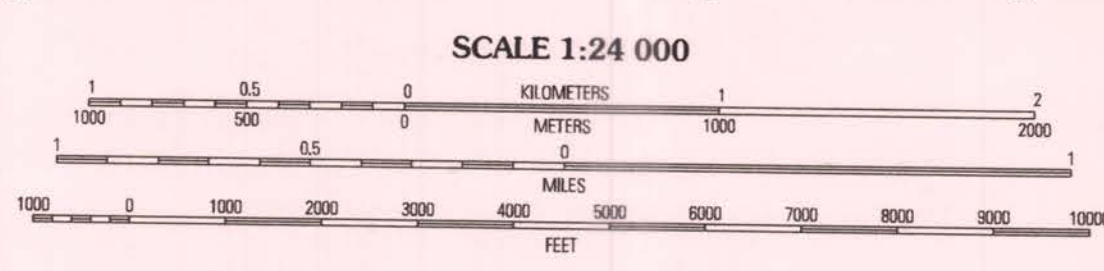 SCALE 1:24 000
1 0.5 0 KILOMETERS 1 2
1000 500 0 METERS 1000 2000
1 0.5 0 1
MILES
1000 0 1000 2000 3000 4000 5000 6000 7000 8000 9000 10000
FEET